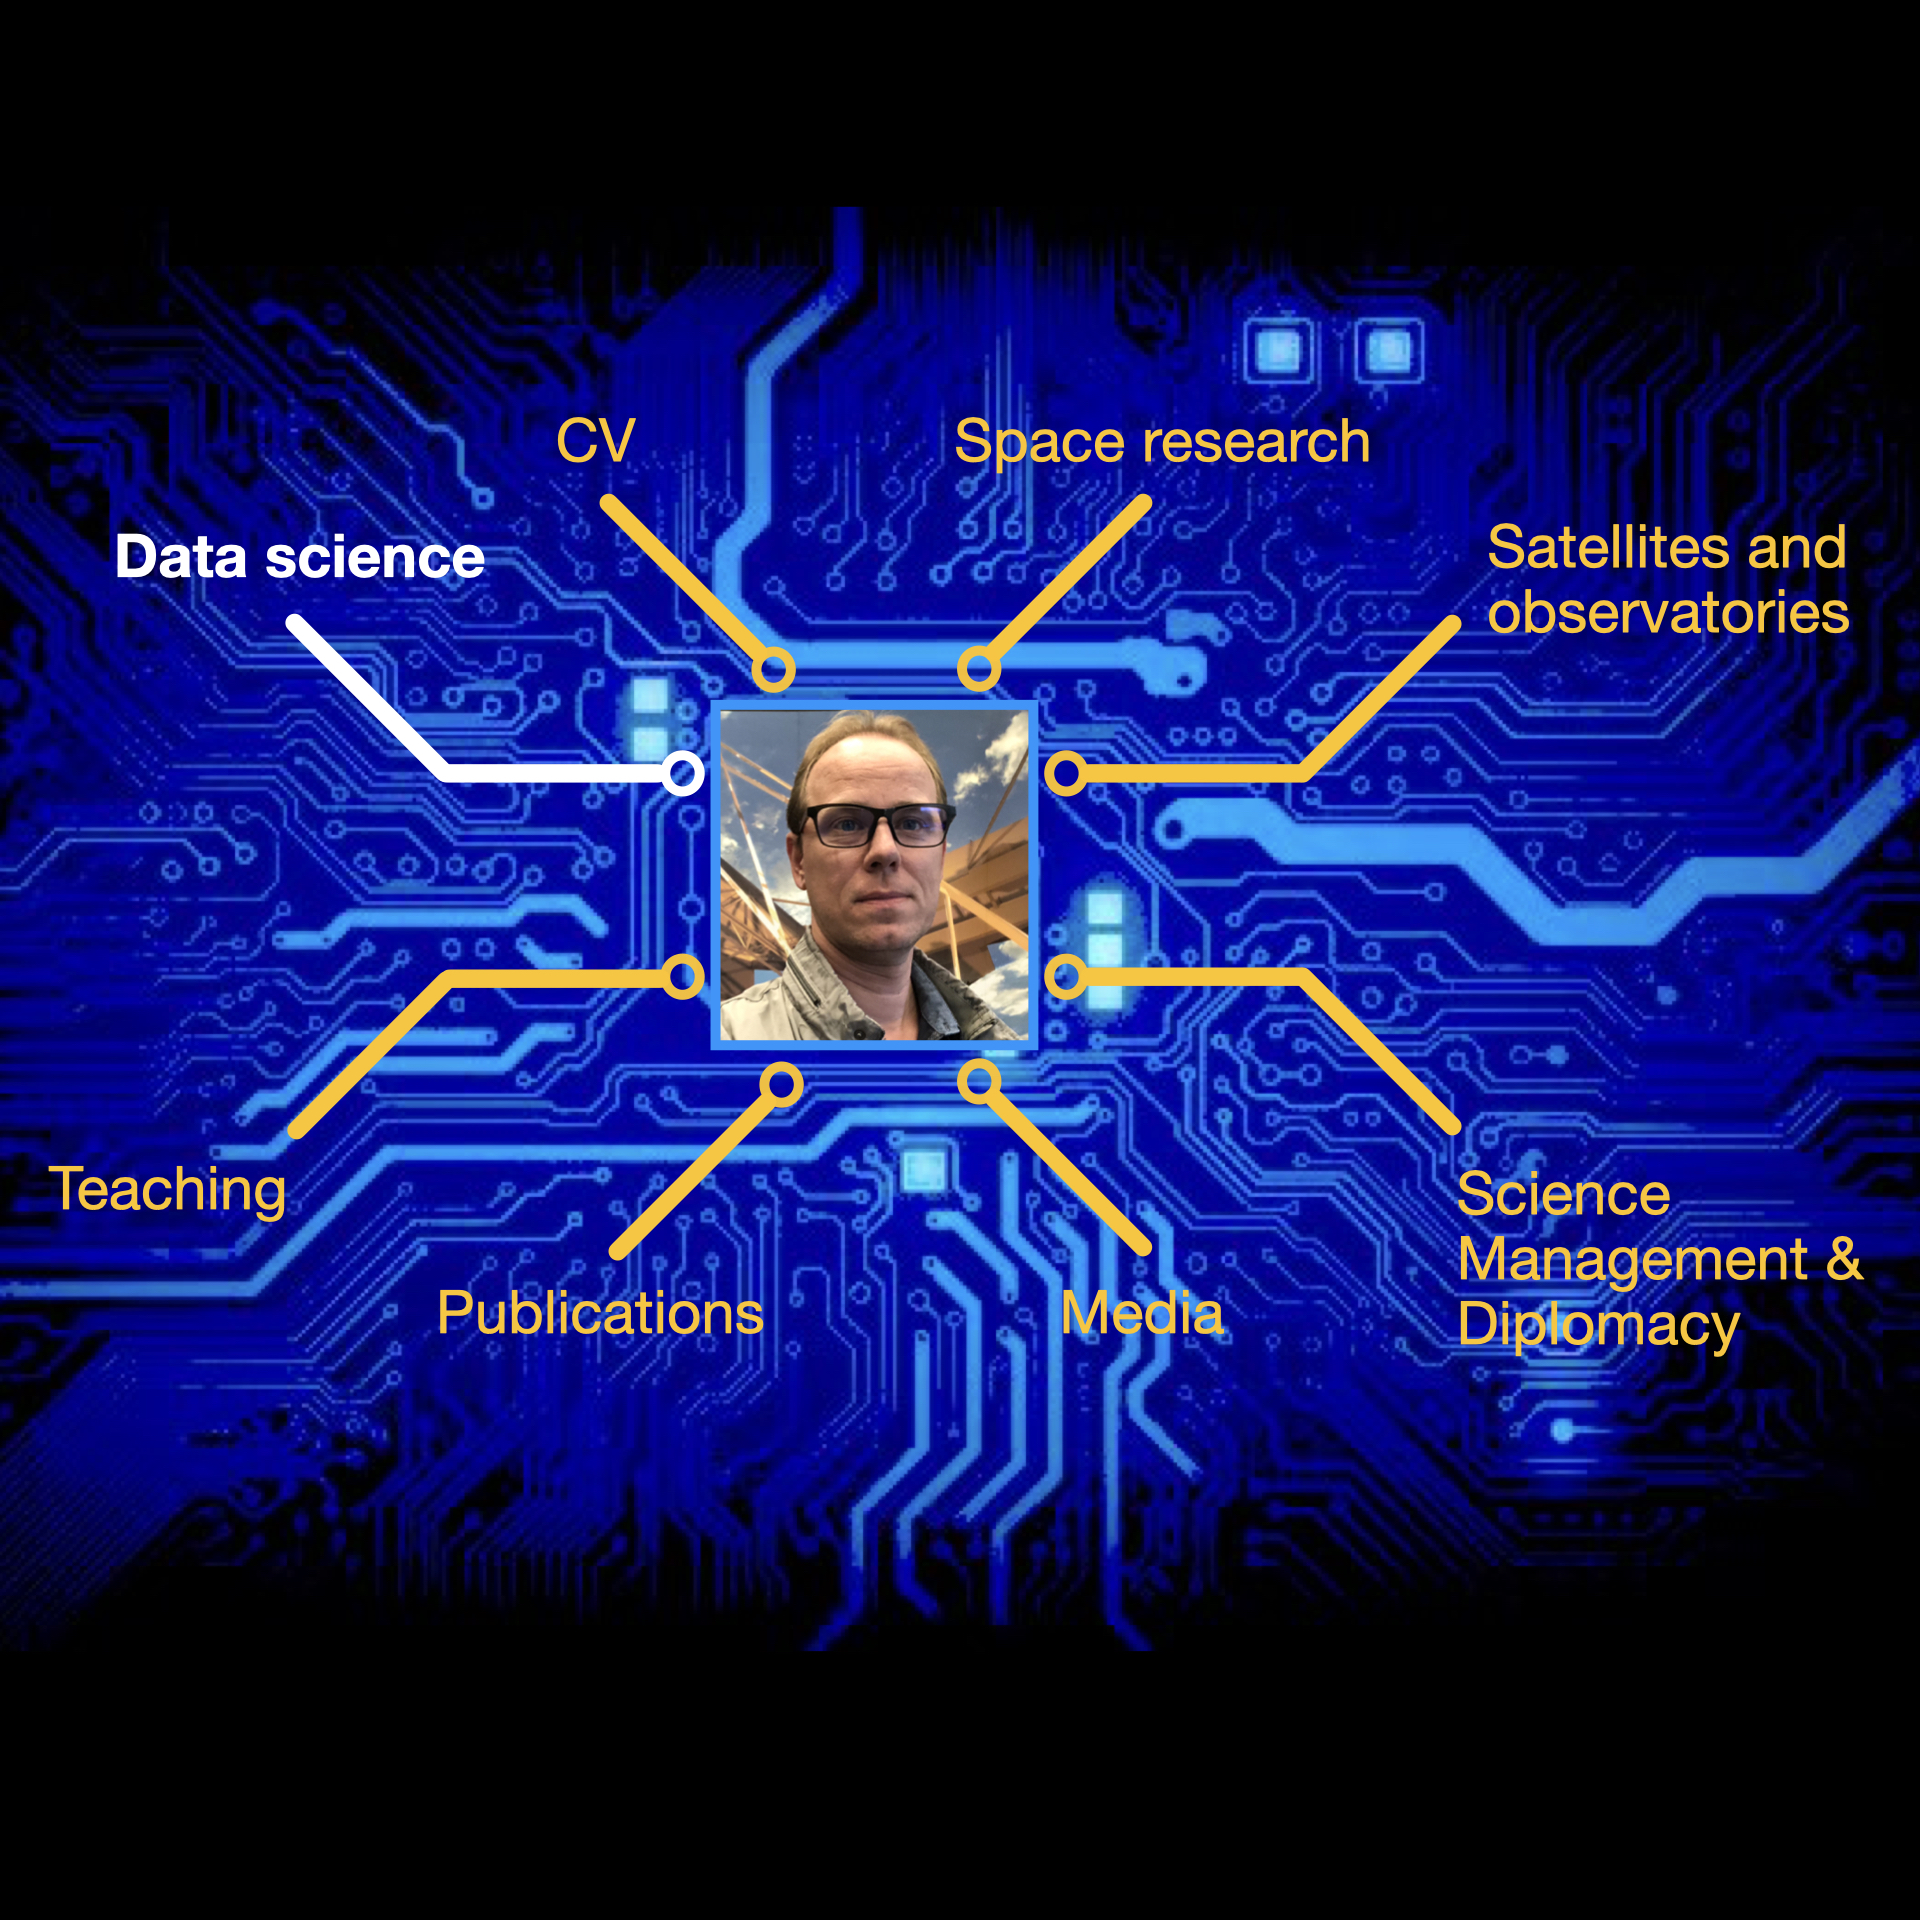 CV
Space research
Data science
Satellites and
observatories
Teaching
Science
Management &
Diplomacy
Publications
Media